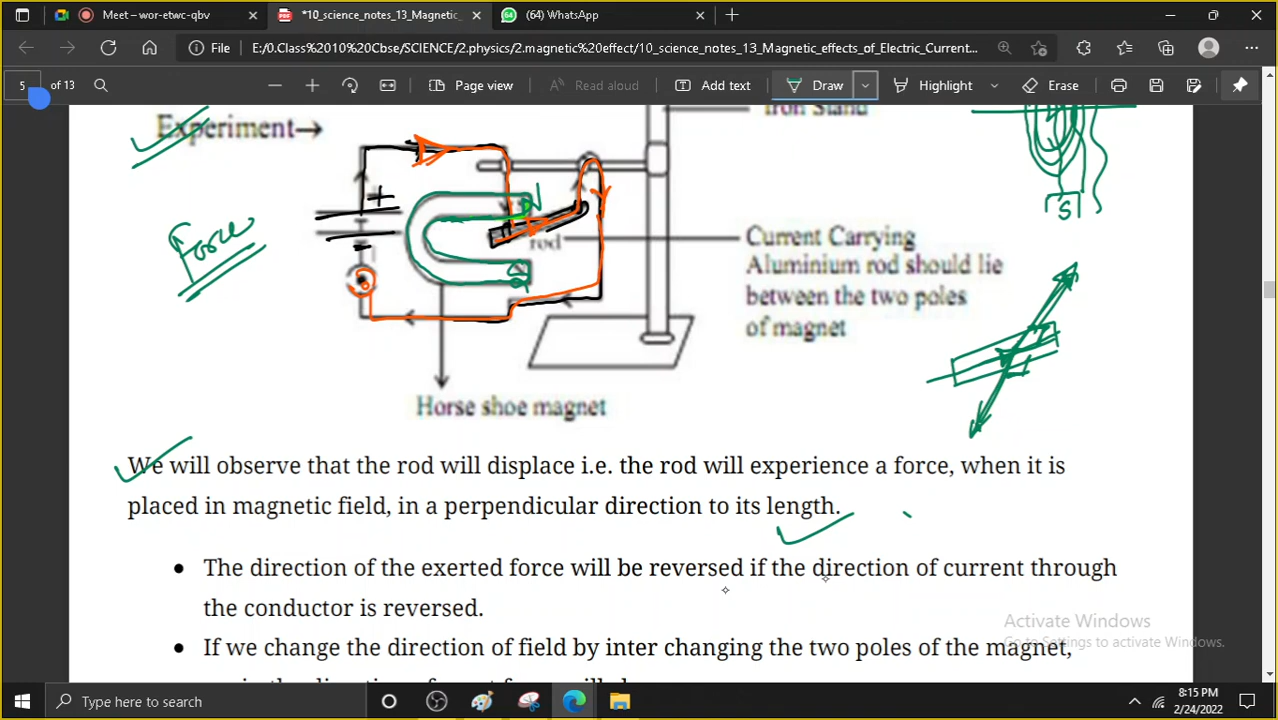 Meet – wor-etwc-qbv
*10_science_notes_13_Magnetic_
(64) WhatsApp
File
E:/0.Class%2010%20Cbse/SCIENCE/2.physics/2.magnetic%20effect/10_science_notes_13_Magnetic_effects_of_Electric_Current...
5 of 13
Page view
Read aloud
Add text
Draw
Highlight
Erase
Iron Stand
Experiment→
N
S
+
Force
rod
Current Carrying
Aluminium rod should lie
between the two poles
of magnet
Horse shoe magnet
We will observe that the rod will displace i.e. the rod will experience a force, when it is
placed in magnetic field, in a perpendicular direction to its length.
• The direction of the exerted force will be reversed if the direction of current through
the conductor is reversed.
• If we change the direction of field by inter changing the two poles of the magnet,
Activate Windows
Go to Settings to activate Windows.
Type here to search
8:15 PM
2/24/2022